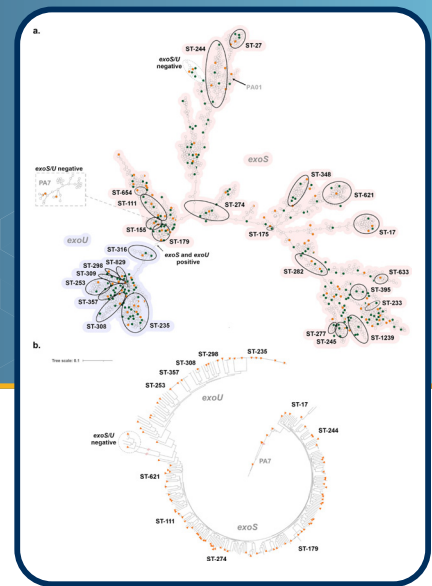 a.
ST-244
ST-27
exoS/U
negative
PA01
exoS/U negative
PA7
exoS
ST-348
ST-621
ST-654
ST-111
ST-274
ST-17
ST-155
ST-175
ST-179
exoU
ST-316
exoS and exoU
positive
ST-298
ST-829
ST-309
ST-282
ST-633
ST-253
ST-395
ST-357
ST-233
ST-308
ST-235
ST-277
ST-245
ST-1239
b.
Tree scale: 0.1
ST-298
ST-235
ST-308
ST-357
ST-253
exoU
ST-17
ST-244
exoS/U
negative
PA7
ST-621
ST-111
exoS
ST-179
ST-274